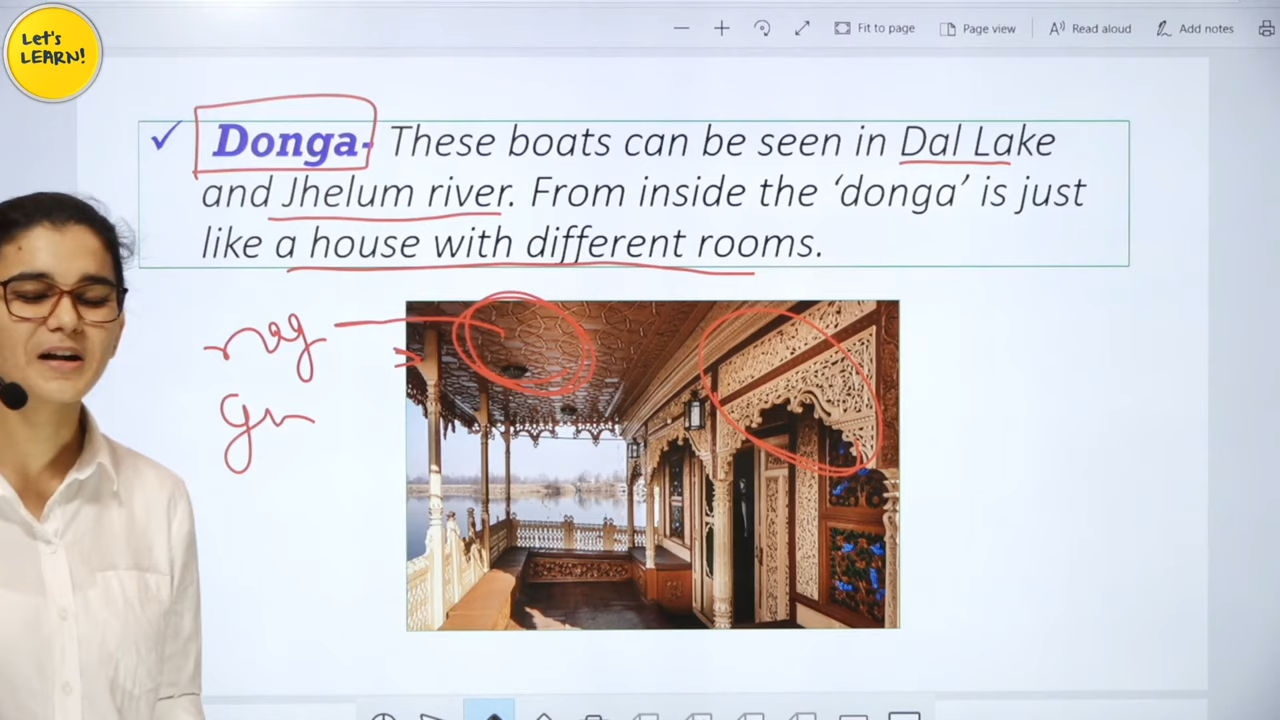 Let's
LEARN!
Fit to page
Page view
Read aloud
Add notes
✓ Donga- These boats can be seen in Dal Lake
and Jhelum river. From inside the ‘donga’ is just
like a house with different rooms.